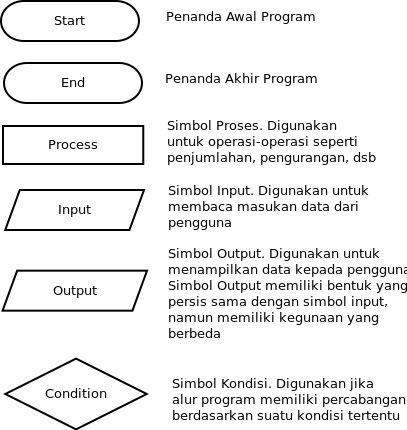 Start
Penanda Awal Program
End
Penanda Akhir Program
Process
Simbol Proses. Digunakan
untuk operasi-operasi seperti
penjumlahan, pengurangan, dsb
Input
Simbol Input. Digunakan untuk
membaca masukan data dari
pengguna
Output
Simbol Output. Digunakan untuk
menampilkan data kepada pengguna
Simbol Output memiliki bentuk yang
persis sama dengan simbol input,
namun memiliki kegunaan yang
berbeda
Condition
Simbol Kondisi. Digunakan jika
alur program memiliki percabangan
berdasarkan suatu kondisi tertentu